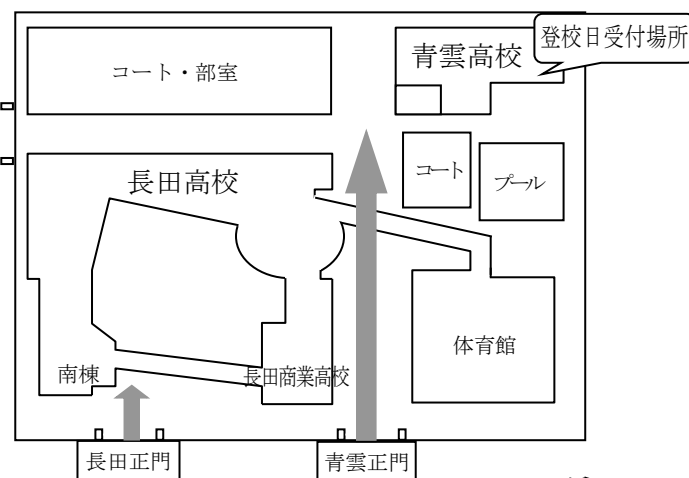 登校日受付場所
青雲高校
コート・部室
コート
プール
長田高校
体育館
南棟
長田商業高校
長田正門
青雲正門